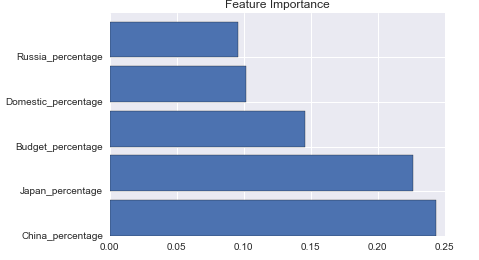 Feature Importance
Russia_percentage
Domestic_percentage
Budget_percentage
Japan_percentage
China_percentage
0.00 0.05 0.10 0.15 0.20 0.25